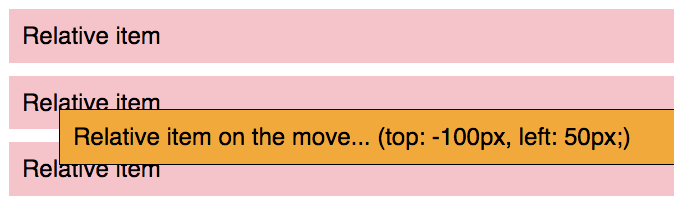 Relative item
Relative item
Relative item on the move... (top: -100px, left: 50px;)
Relative item